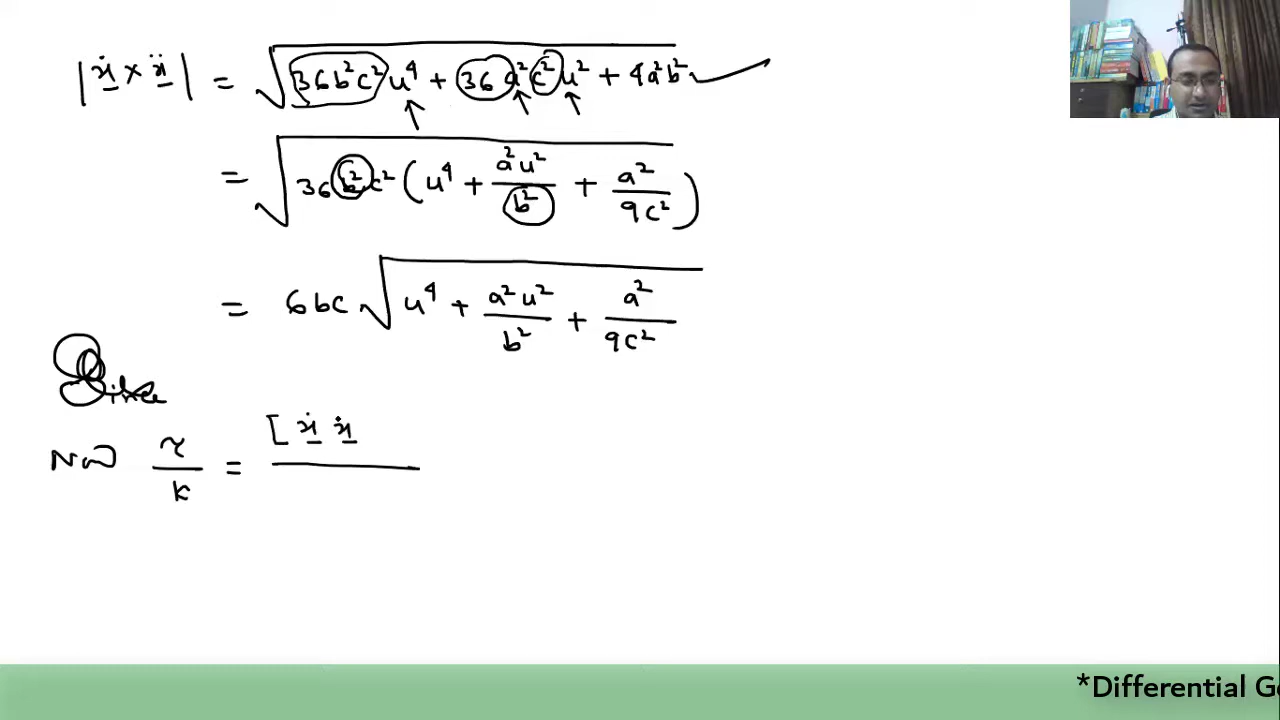 |ṙ × r̈| = √(36b²c²u⁴ + 36a²c²u² + 4a²b²)
= √(36b²c²(u⁴ + a²u²/b² + a²/9c²))
= 6bc √(u⁴ + a²u²/b² + a²/9c²)
Now τ/k = [ṙ ṙ
*Differential Ge